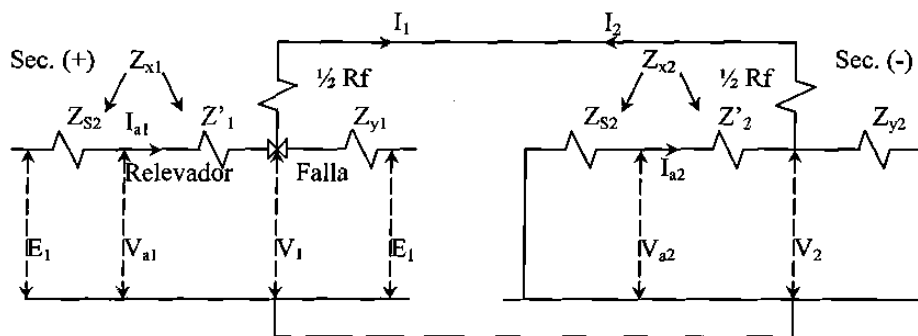 I₁ I₂
Sec. (+) Zx1 ½ Rf Zx2 ½ Rf Sec. (-)
ZS2 Ia1 Z'1 Zy1 ZS2 Z'2 Zy2
Relevador Falla Ia2
E1 Va1 V1 E1 Va2 V2